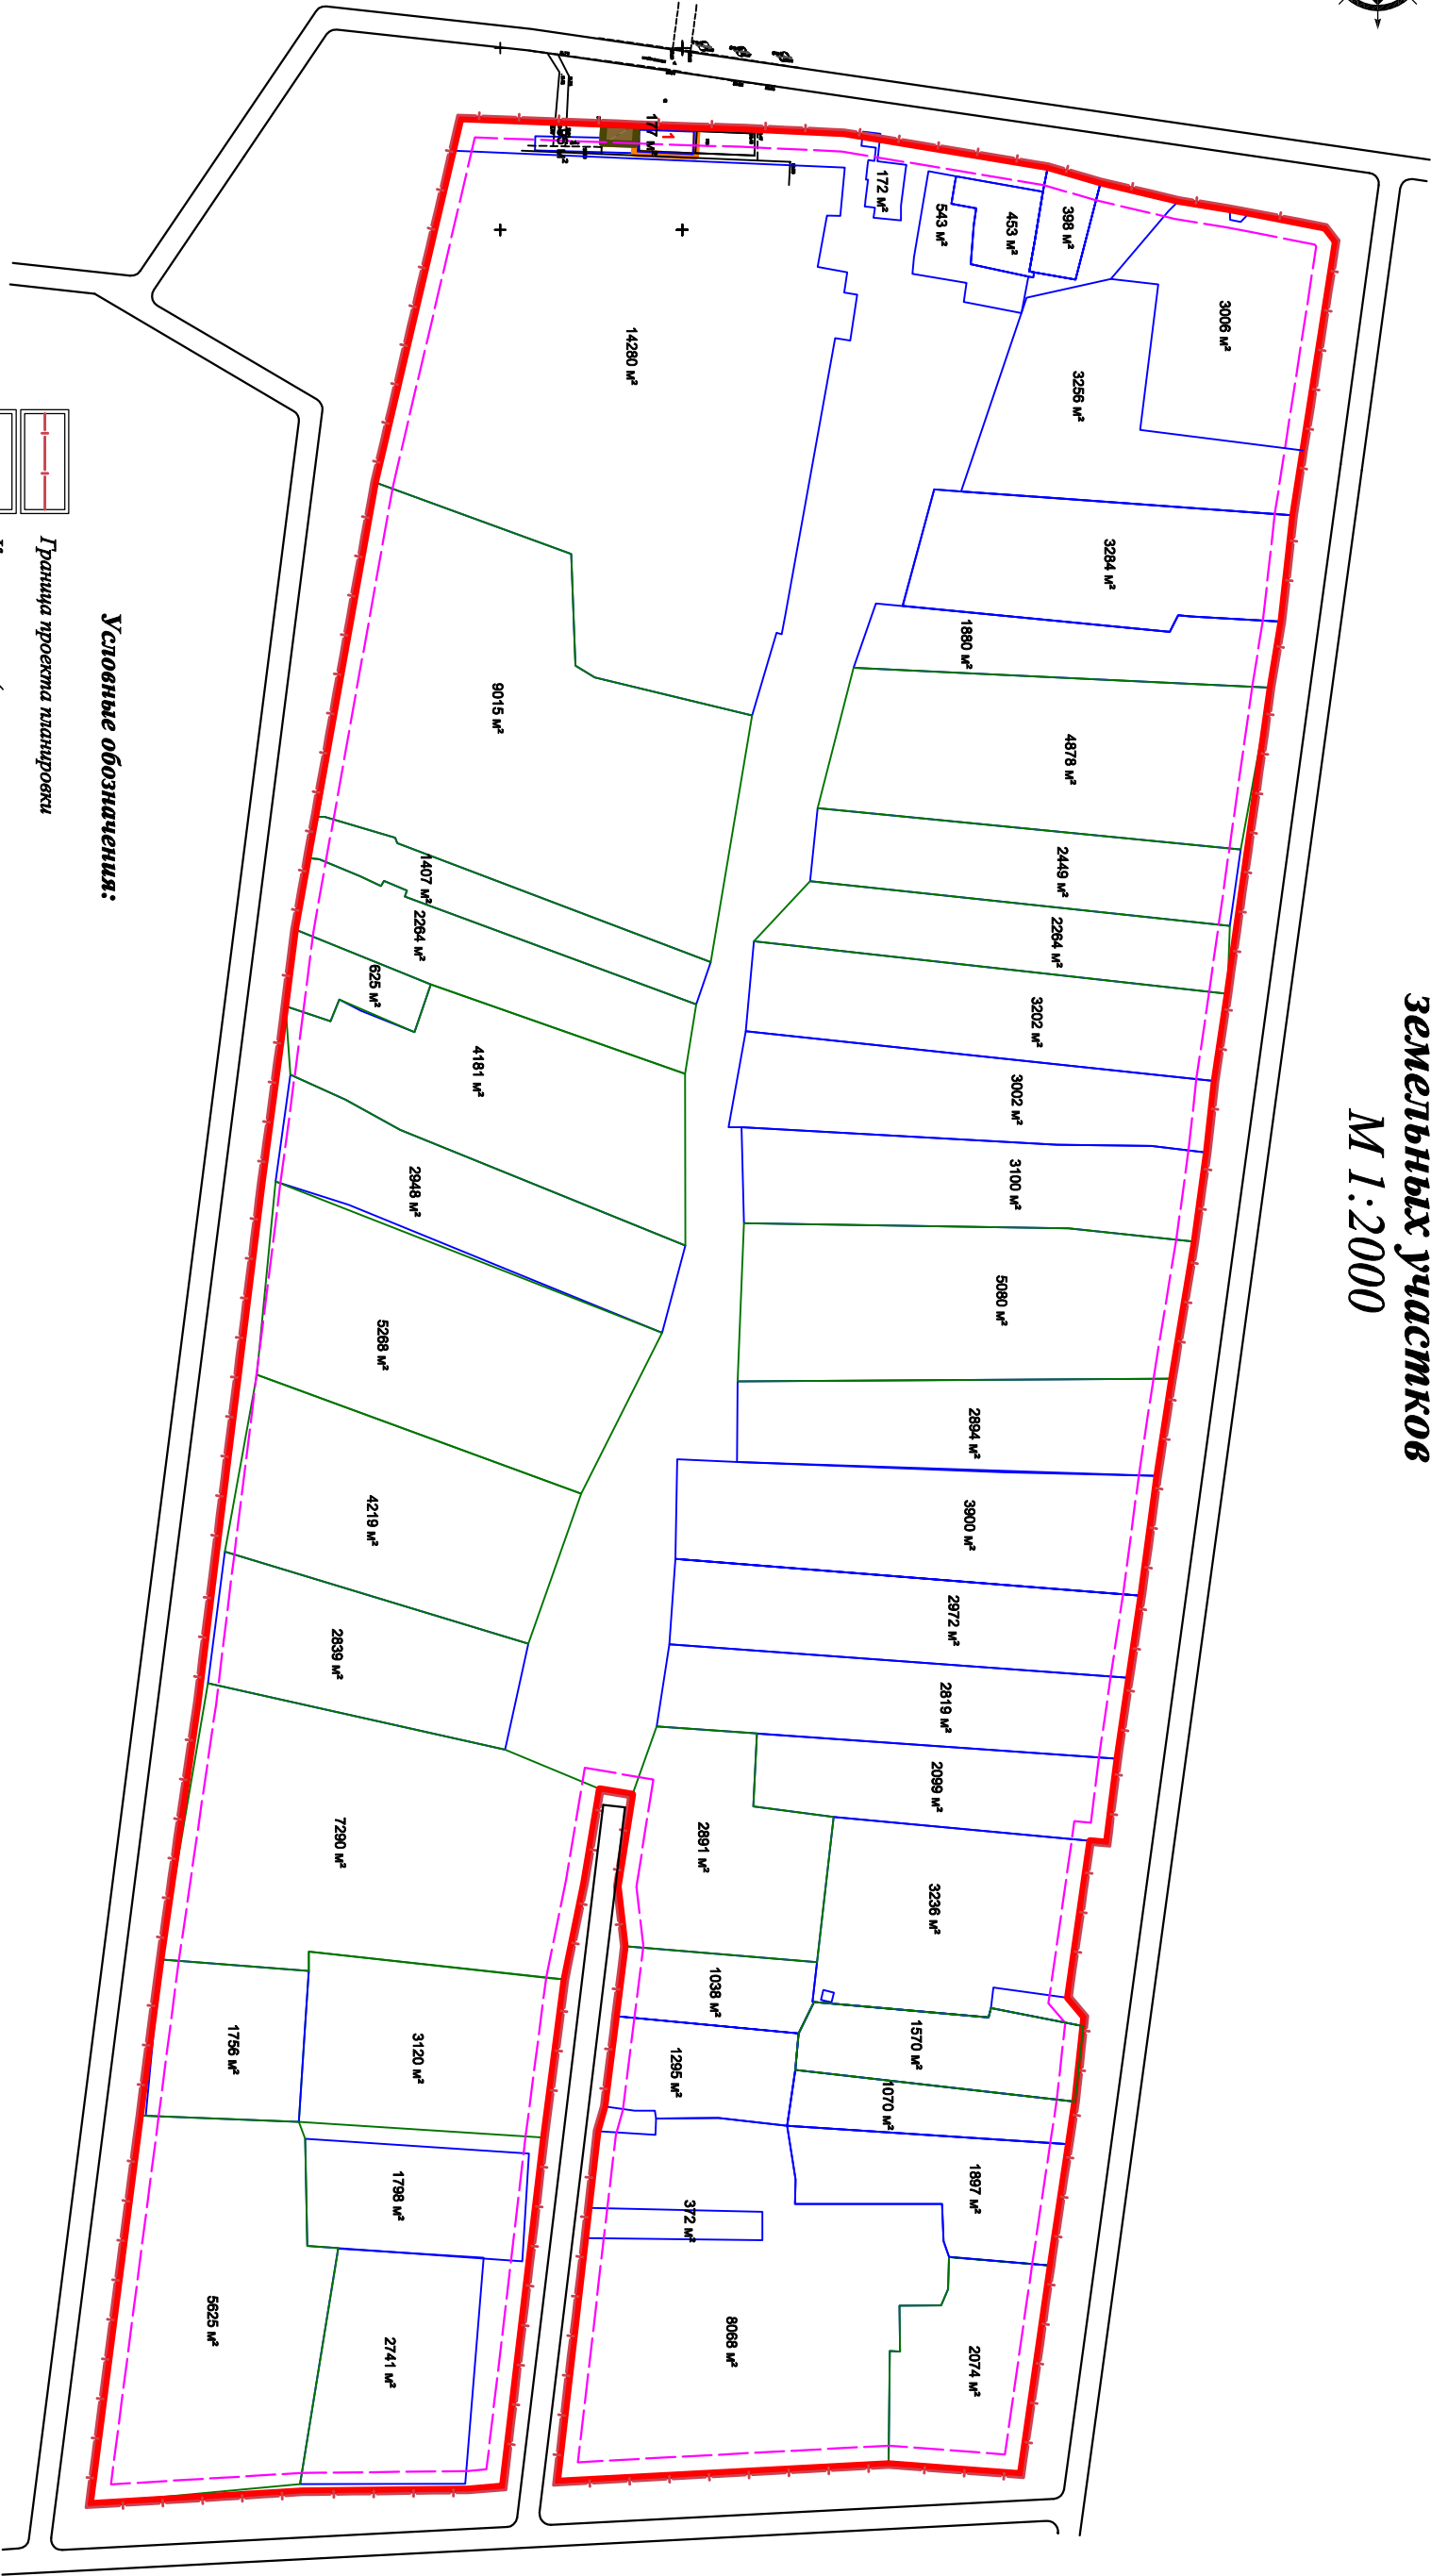 земельных участков
М 1:2000
177 м²
1
172 м²
543 м²
453 м²
398 м²
3006 м²
3256 м²
14280 м²
3284 м²
1880 м²
9015 м²
4878 м²
2449 м²
1407 м²
2264 м²
2264 м²
625 м²
3202 м²
4181 м²
3002 м²
3100 м²
2948 м²
5080 м²
5268 м²
2894 м²
4219 м²
3900 м²
2972 м²
2839 м²
2819 м²
2099 м²
7290 м²
2891 м²
3236 м²
1038 м²
1570 м²
1756 м²
3120 м²
1295 м²
1070 м²
1798 м²
1897 м²
372 м²
5625 м²
2741 м²
8068 м²
2074 м²
Условные обозначения:
Граница проекта планировки